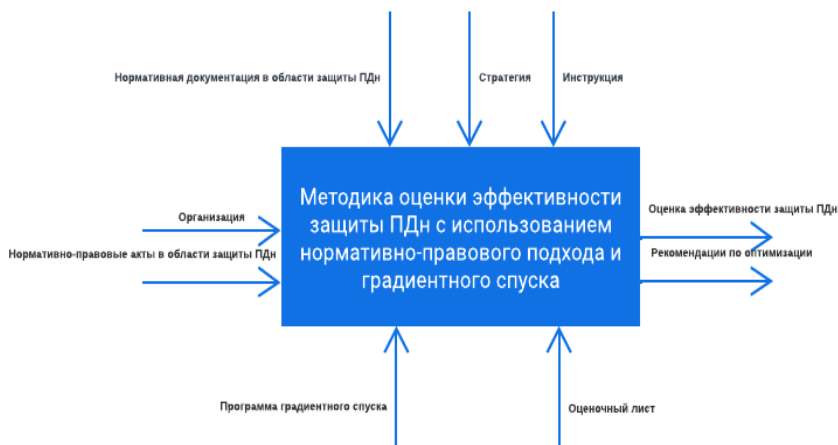 Нормативная документация в области защиты ПДн
Стратегия
Инструкция
Методика оценки эффективности
защиты ПДн с использованием
нормативно-правового подхода и
градиентного спуска
Организация
Нормативно-правовые акты в области защиты ПДн
Оценка эффективности защиты ПДн
Рекомендации по оптимизации
Программа градиентного спуска
Оценочный лист